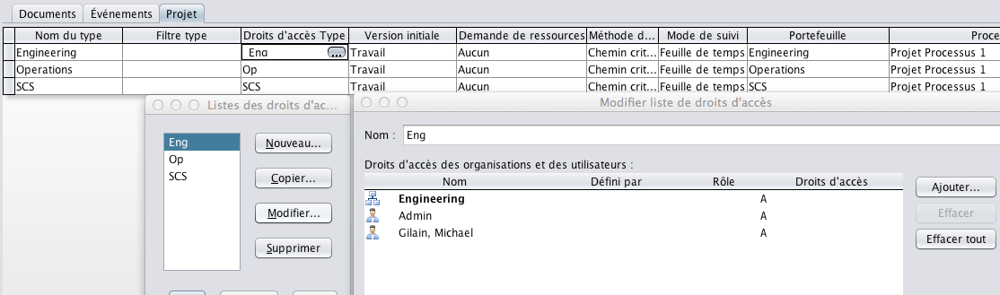 Documents Événements Projet
Nom du type Filtre type Droits d'accès Type Version initiale Demande de ressources Méthode d... Mode de suivi Portefeuille Proce
Engineering Eng ... Travail Aucun Chemin crit... Feuille de temps Engineering Projet Processus 1
Operations Op Travail Aucun Chemin crit... Feuille de temps Operations Projet Processus 1
SCS SCS Travail Aucun Chemin crit... Feuille de temps SCS Projet Processus 1
Listes des droits d'ac...
Eng
Op
SCS
Nouveau...
Copier...
Modifier...
Supprimer
Modifier liste de droits d'accès
Nom : Eng
Droits d'accès des organisations et des utilisateurs :
Nom Défini par Rôle Droits d'accès
Engineering A
Admin A
Gilain, Michael A
Ajouter...
Effacer
Effacer tout